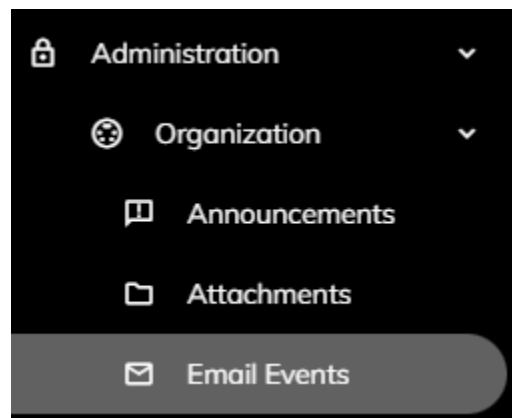 Administration
Organization
Announcements
Attachments
Email Events